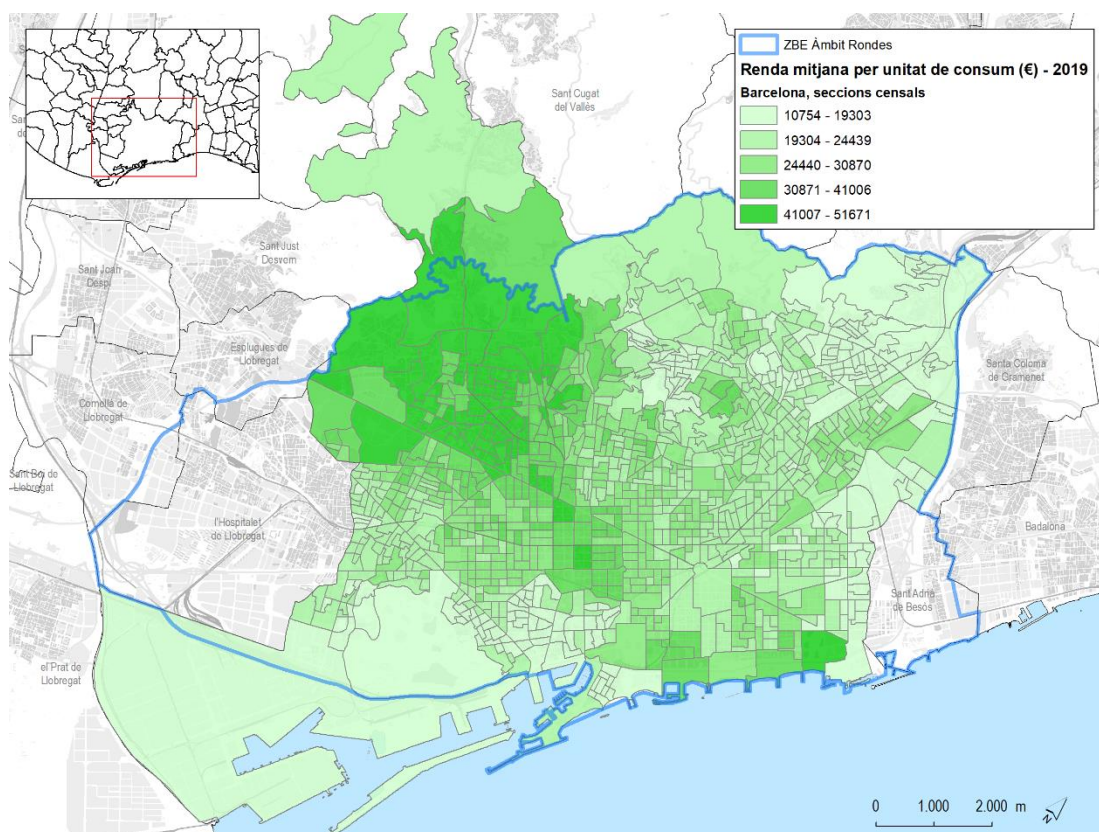 ZBE Àmbit Rondes
Renda mitjana per unitat de consum (€) - 2019
Barcelona, seccions censals
10754 - 19303
19304 - 24439
24440 - 30870
30871 - 41006
41007 - 51671
Sant Cugat
del Vallès
Sant Just
Desvern
Sant Joan
Despí
Esplugues de
Llobregat
Santa Coloma
de Gramenet
Cornellà de
Llobregat
Sant Boi de
Llobregat
l'Hospitalet
de Llobregat
Badalona
Sant Adrià
de Besòs
el Prat de
Llobregat
0 1.000 2.000 m